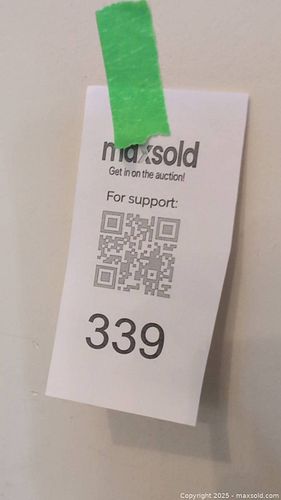 maxsold
Get in on the auction!
For support:
339
Copyright 2025 - maxsold.com